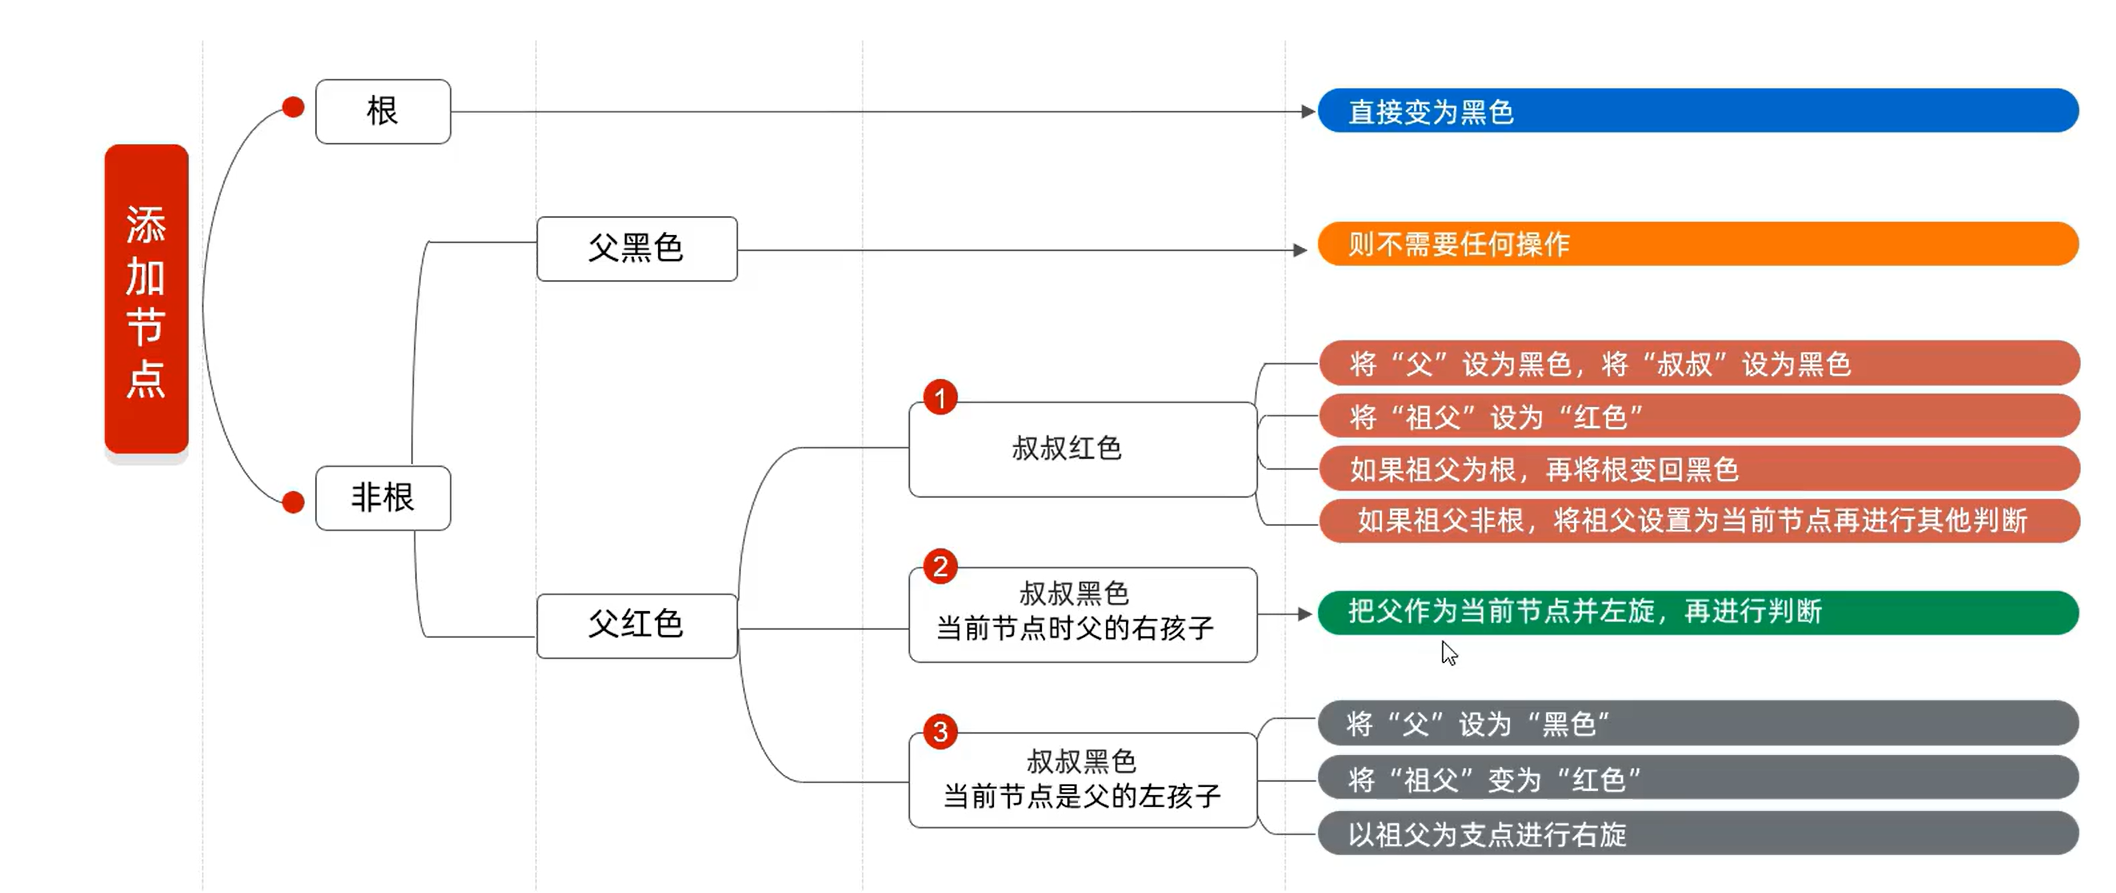 添加节点
根
直接变为黑色
非根
父黑色
则不需要任何操作
父红色
1
叔叔红色
将“父”设为黑色，将“叔叔”设为黑色
将“祖父”设为“红色”
如果祖父为根，再将根变回黑色
如果祖父非根，将祖父设置为当前节点再进行其他判断
2
叔叔黑色
当前节点时父的右孩子
把父作为当前节点并左旋，再进行判断
3
叔叔黑色
当前节点是父的左孩子
将“父”设为“黑色”
将“祖父”变为“红色”
以祖父为支点进行右旋